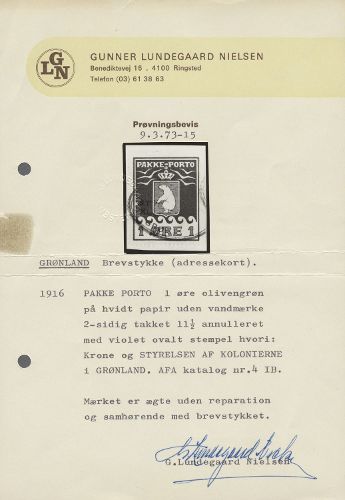 LGN
GUNNER LUNDEGAARD NIELSEN
Benediktevej 15 . 4100 Ringsted
Telefon (03) 61 38 63
Prøvningsbevis
9.3.73-15
PAKKE-PORTO
1 ØRE 1
GRØNLAND Brevstykke (adressekort).
1916 PAKKE PORTO 1 øre olivengrøn
på hvidt papir uden vandmærke
2-sidig takket 11½ annulleret
med violet ovalt stempel hvori:
Krone og STYRELSEN AF KOLONIERNE
i GRØNLAND. AFA katalog nr.4 IB.
Mærket er ægte uden reparation
og samhørende med brevstykket.
G.Lundegaard Nielsen